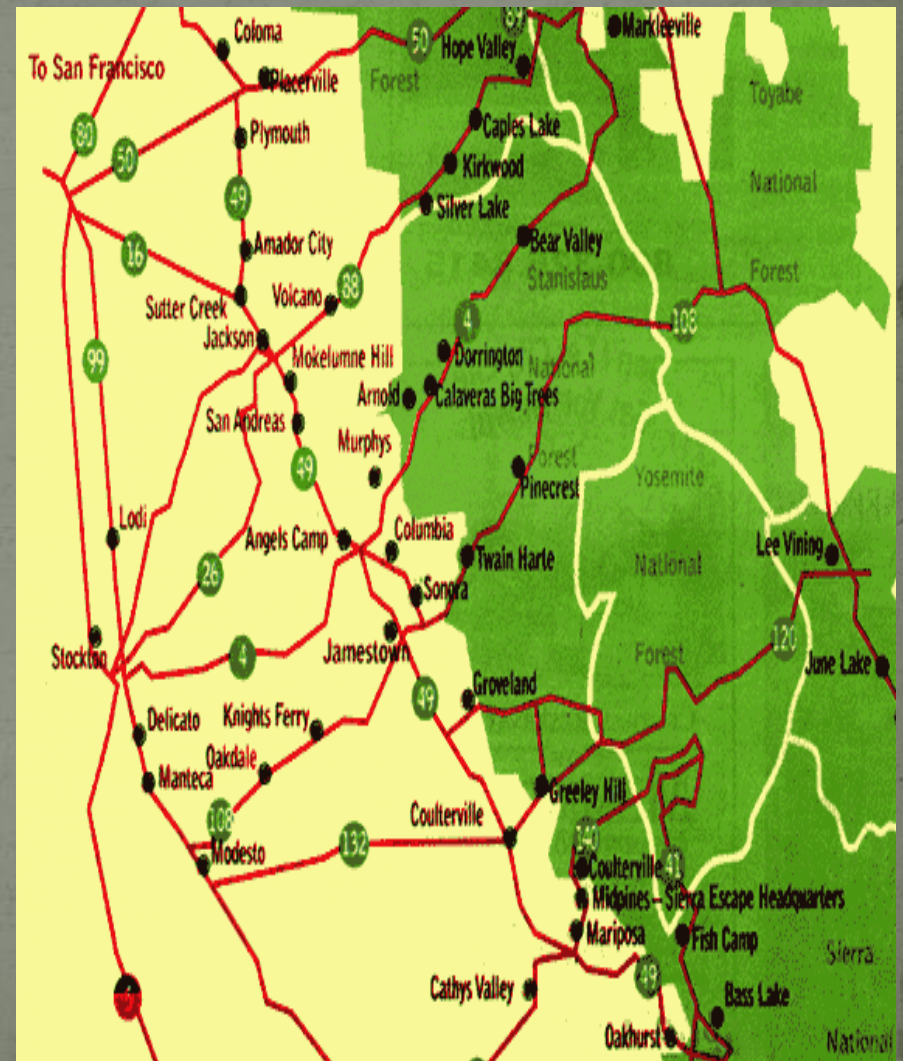 Coloma
50
89
Hope Valley
Markleeville
To San Francisco
Placerville
Forest
Toyabe
80
50
Plymouth
Caples Lake
Kirkwood
National
49
Silver Lake
16
Amador City
Bear Valley
Stanislaus
Forest
88
Volcano
Sutter Creek
4
108
Jackson
Mokelumne Hill
Dorrington
National
99
Arnold
Calaveras Big Trees
San Andreas
Murphys
Forest
49
Pinecrest
Yosemite
Lodi
Angels Camp
Columbia
Lee Vining
Twain Harte
National
26
Sonora
Stockton
4
Jamestown
Forest
120
June Lake
49
Groveland
Delicato
Knights Ferry
Oakdale
Manteca
Greeley Hill
108
Coulterville
132
140
Modesto
Coulterville
41
Midpines - Sierra Escape Headquarters
Mariposa
Fish Camp
Sierra
49
Cathys Valley
Bass Lake
Oakhurst
National